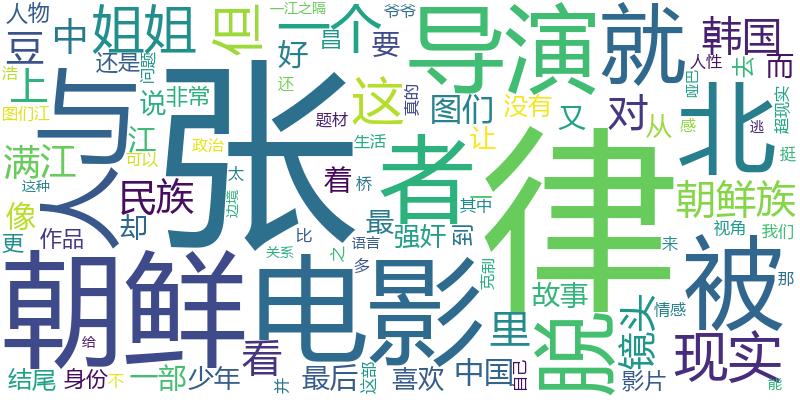 人物
姐姐
但
一个
一江之隔
爷爷
昌
导演
就
韩国
豆
中
还是
问题
好
要
人性
去
而
浩
上
说
非常
还
这
真的
图们
没有
又
对
从
感
哑巴
超现实
逃
挺
图们江
与
张
题材
者
让
北
江
政治
可以
生活
满江
人
这种
民族
着
桥
律
朝鲜族
像
却
太
边境
最
其中
更
作品
强奸
到
视角
我们
比
语言
之
关系
多
克制
来
朝鲜
电影
里
故事
脱
镜头
情感
被
那
给
看
现实
结尾
身份
不
一部
少年
并
最后
这部
喜欢
中国
自己
影片
能